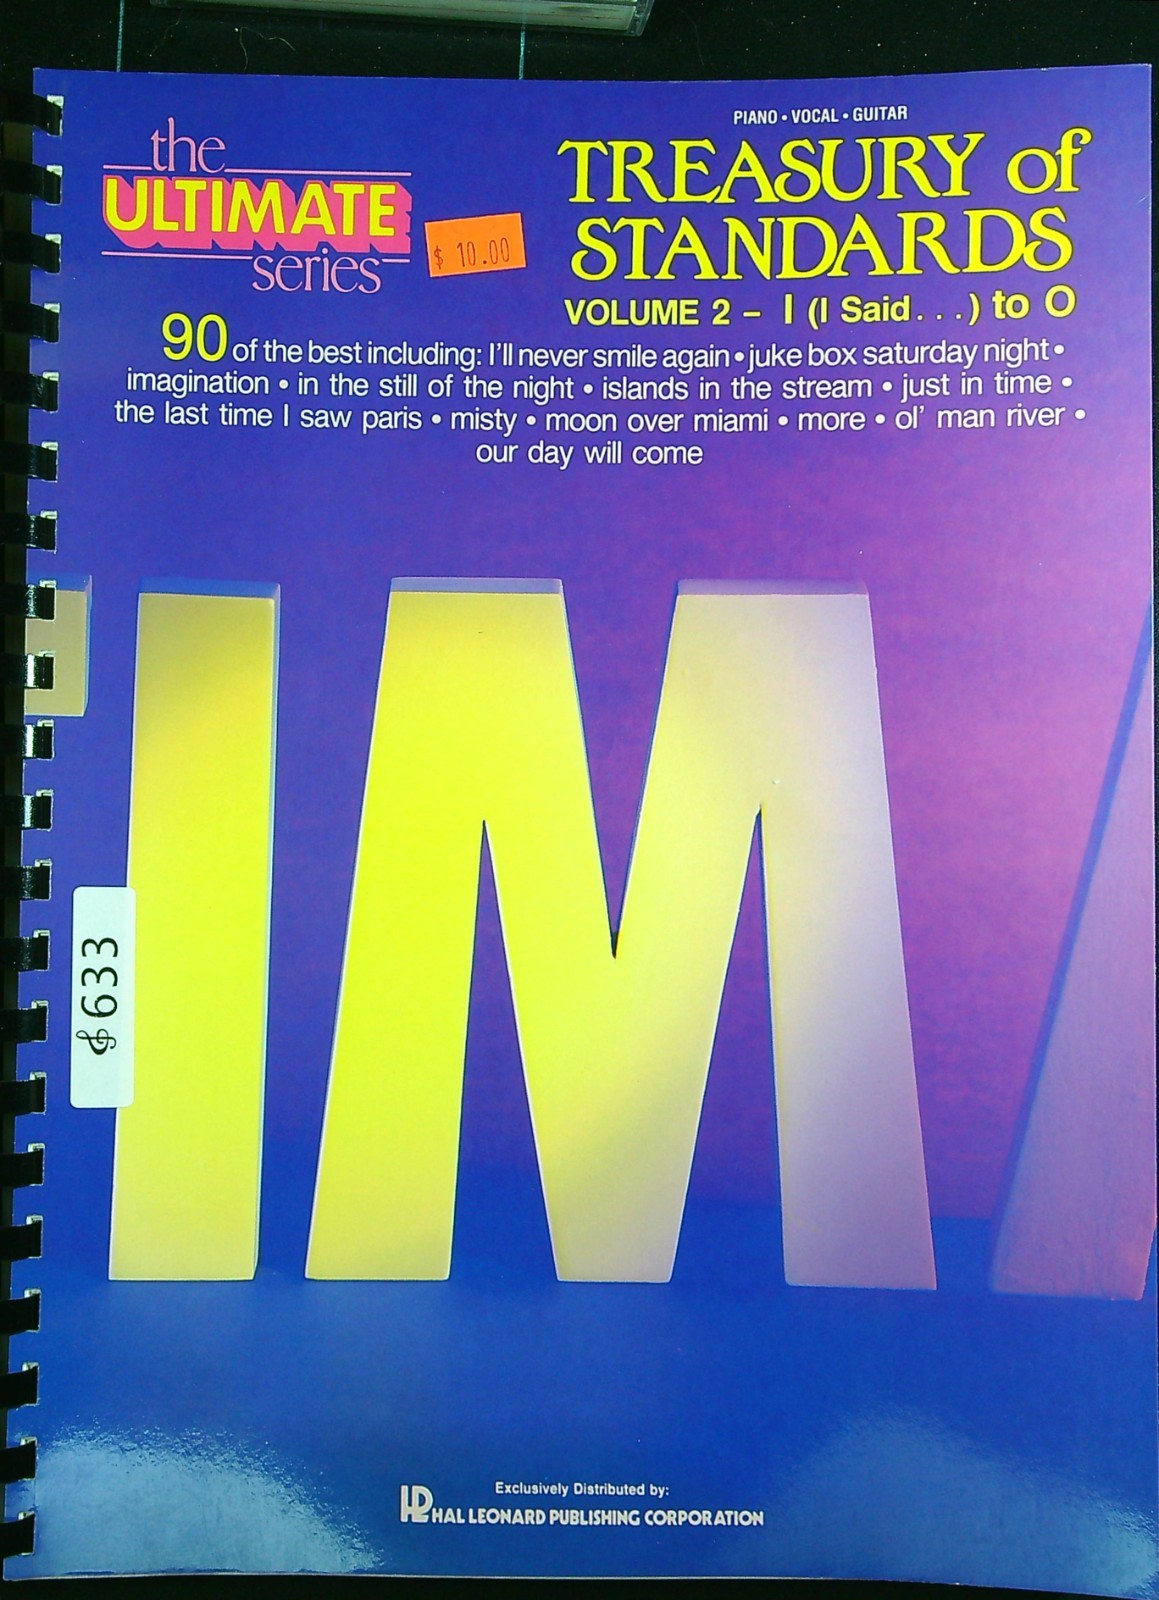 the
ULTIMATE
series
$ 10.00
PIANO • VOCAL • GUITAR
TREASURY of
STANDARDS
VOLUME 2 – I (I Said...) to O
90 of the best including: I'll never smile again • juke box saturday night •
imagination • in the still of the night • islands in the stream • just in time •
the last time I saw paris • misty • moon over miami • more • ol' man river •
our day will come
IM
633
Exclusively Distributed by:
HAL LEONARD PUBLISHING CORPORATION